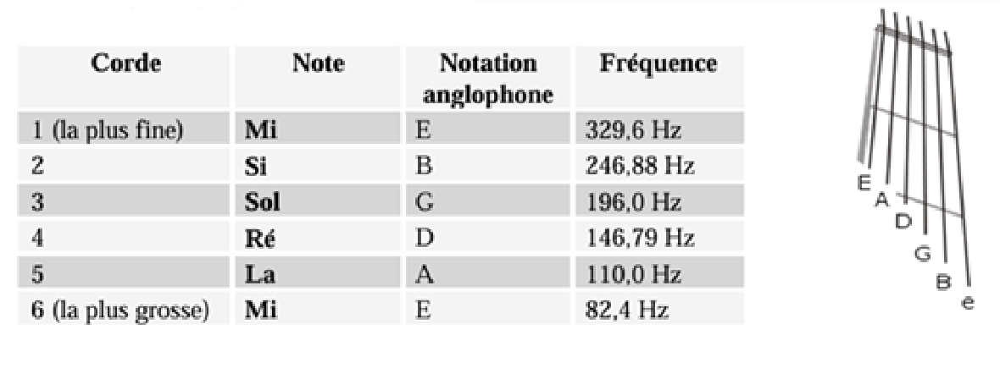 Corde Note Notation anglophone Fréquence
1 (la plus fine) Mi E 329,6 Hz
2 Si B 246,88 Hz
3 Sol G 196,0 Hz
4 Ré D 146,79 Hz
5 La A 110,0 Hz
6 (la plus grosse) Mi E 82,4 Hz
E
A
D
G
B
e